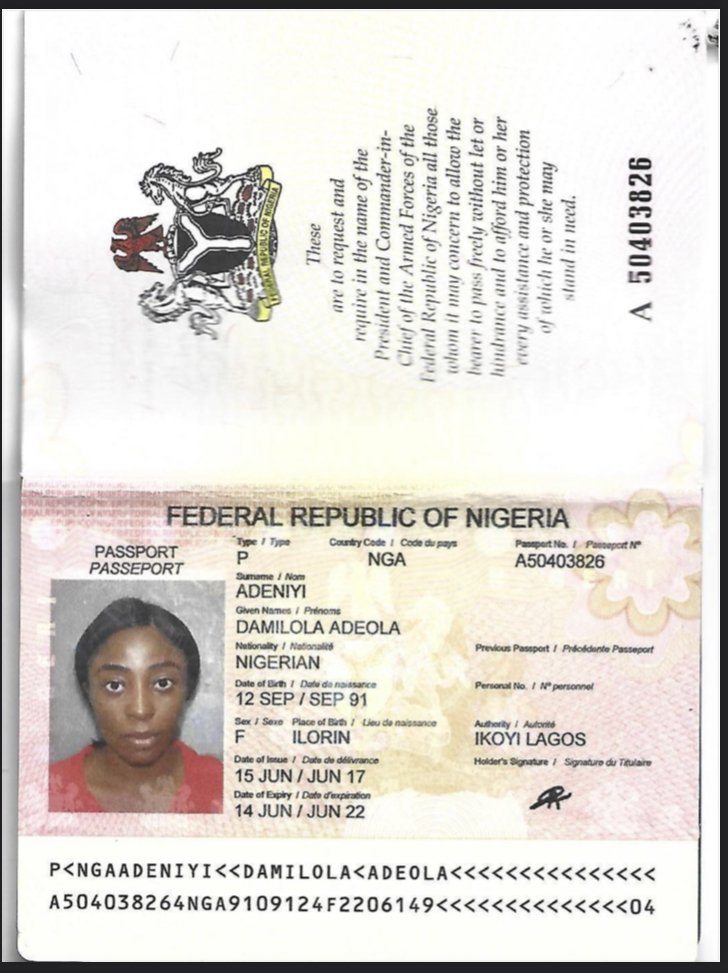 FEDERAL REPUBLIC OF NIGERIA
These
are to request and
require in the name of the
President and Commander-in-
Chief of the Armed Forces of the
Federal Republic of Nigeria all those
whom it may concern to allow the
bearer to pass freely without let or
hindrance and to afford him or her
every assistance and protection
of which he or she may
stand in need.
A 50403826
FEDERAL REPUBLIC OF NIGERIA
PASSPORT
PASSEPORT
Type / Type Country Code / Code du pays Passport No. / Passeport Nº
P NGA A50403826
Surname / Nom
ADENIYI
Given Names / Prénoms
DAMILOLA ADEOLA
Nationality / Nationalité Previous Passport / Précédente Passeport
NIGERIAN
Date of Birth / Date de naissance Personal No. / Nº personnel
12 SEP / SEP 91
Sex / Sexe Place of Birth / Lieu de naissance Authority / Autorité
F ILORIN IKOYI LAGOS
Date of Issue / Date de délivrance Holder's Signature / Signature du Titulaire
15 JUN / JUN 17
Date of Expiry / Date d'expiration
14 JUN / JUN 22
P<NGAADENIYI<<DAMILOLA<ADEOLA<<<<<<<<<<<<<<<
A504038264NGA9109124F2206149<<<<<<<<<<<<<<04